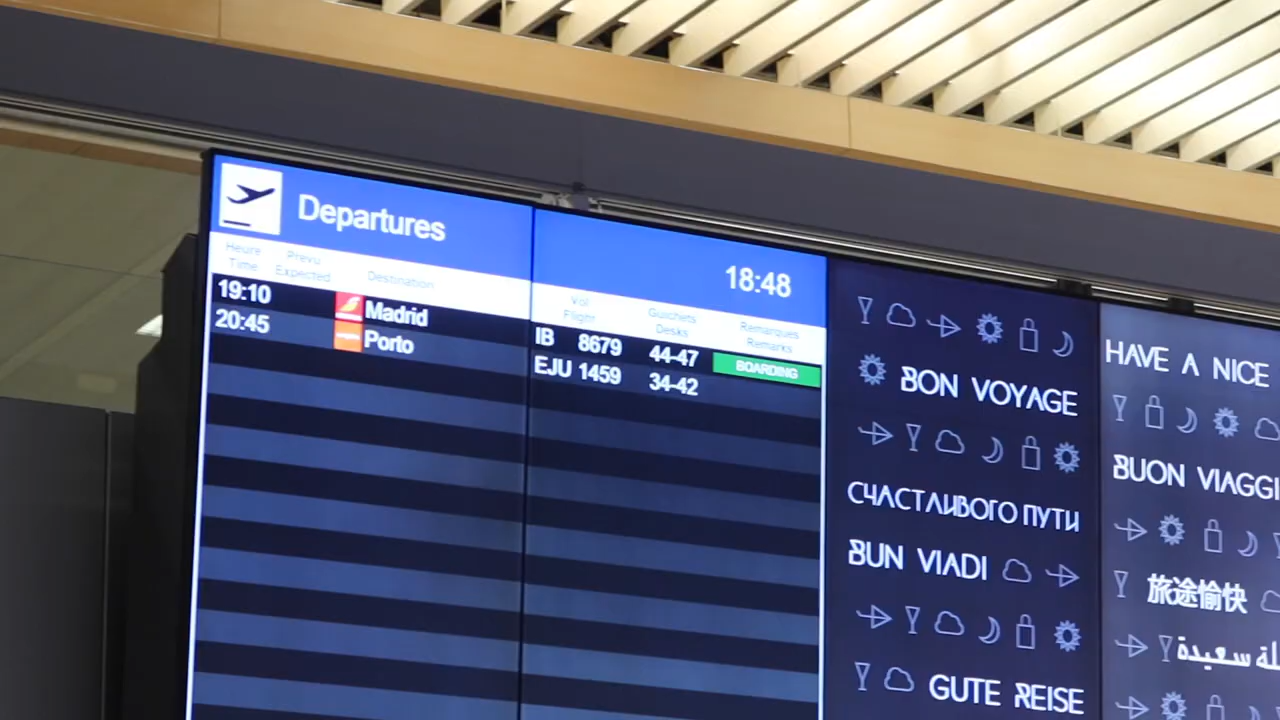 Departures
18:48
Heure Prévu Destination Vol Guichets Remarques
Time Expected Flight Desks Remarks
19:10 Madrid IB 8679 44-47 BOARDING
20:45 Porto EJU 1459 34-42
BON VOYAGE
СЧАСТЛИВОГО ПУТИ
BUN VIADI
GUTE REISE
HAVE A NICE
BUON VIAGGI
旅途愉快
سعيدة